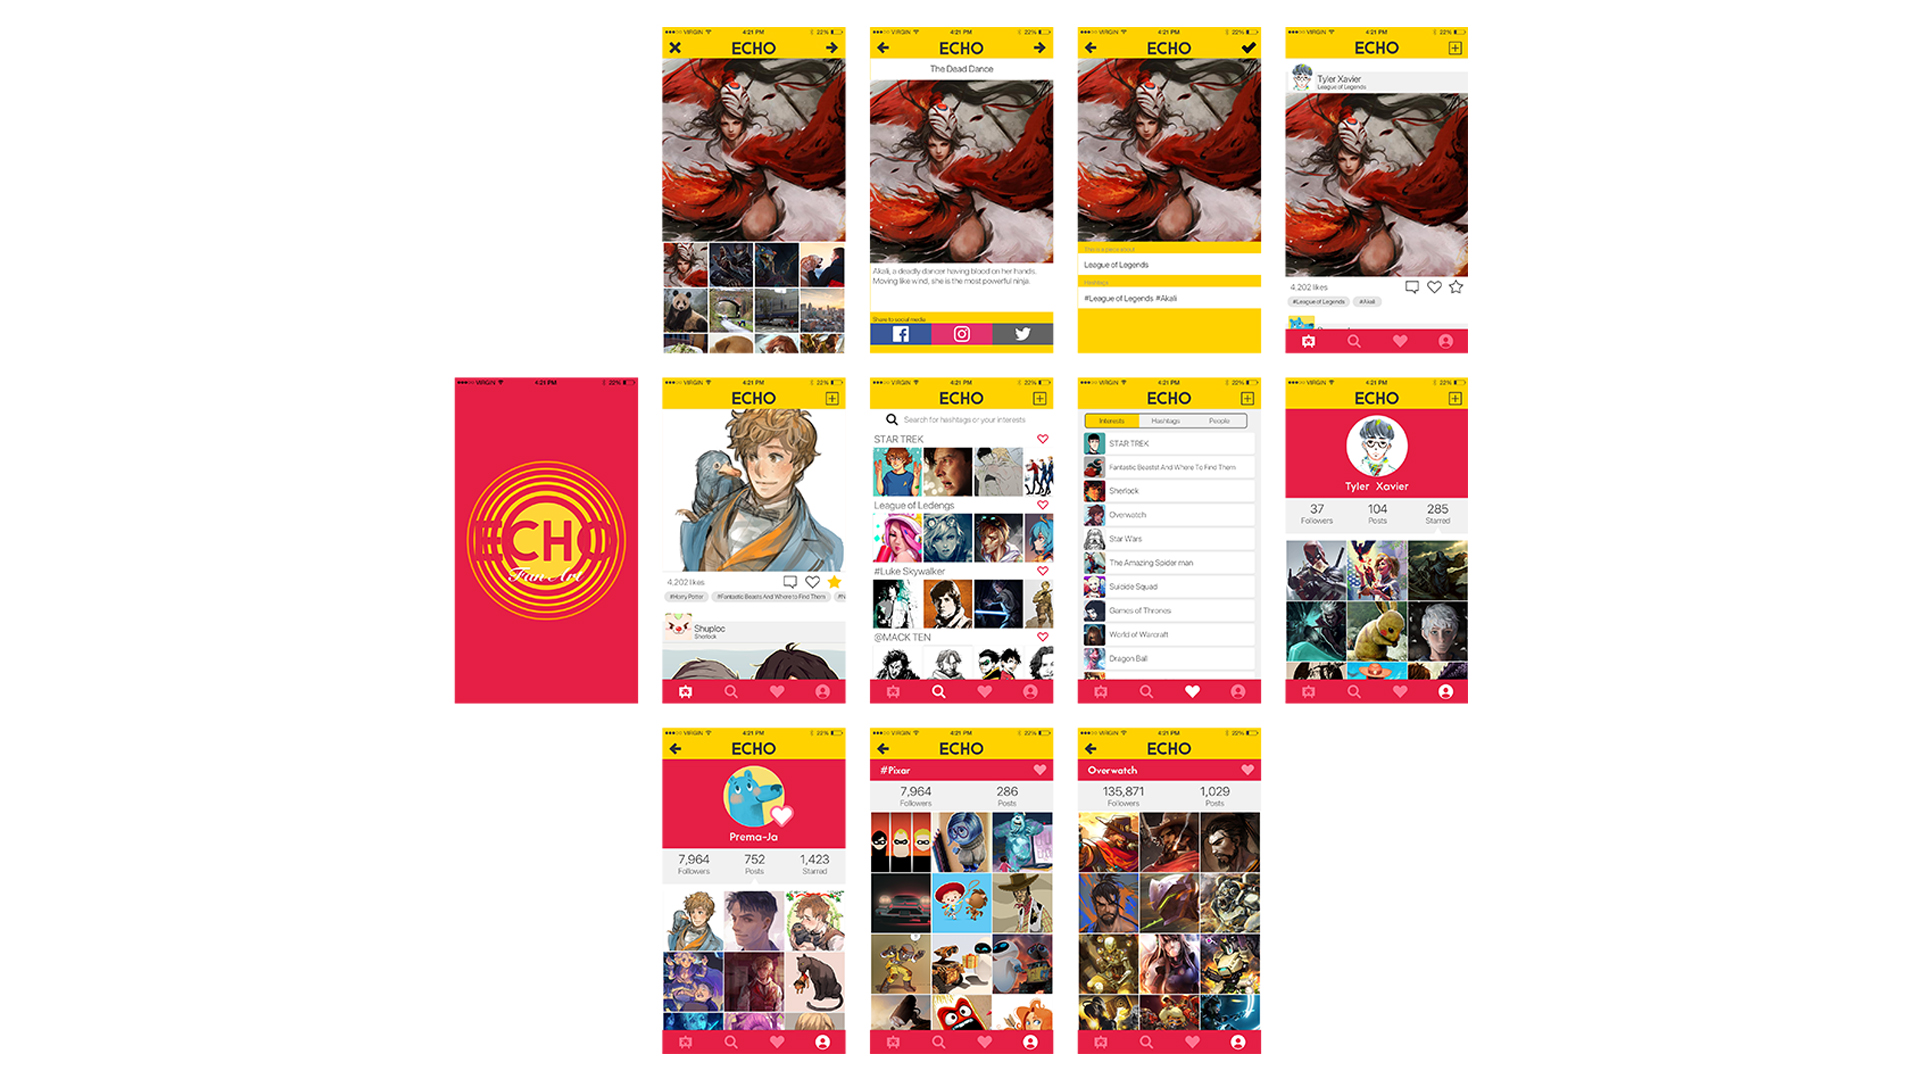 VIRGIN 4:21 PM 22%
ECHO
VIRGIN 4:21 PM 22%
ECHO
The Dead Dance
Akali, a deadly dancer having blood on her hands.
Moving like wind, she is the most powerful ninja.
Share to social media
VIRGIN 4:21 PM 22%
ECHO
This is a piece about
League of Legends
Hashtags
#League of Legends #Akali
VIRGIN 4:21 PM 22%
ECHO
Tyler Xavier
League of Legends
4,202 likes
#League of Legends #Akali
VIRGIN 4:21 PM 22%
ECHO
Fan Art
VIRGIN 4:21 PM 22%
ECHO
4,202 likes
#Harry Potter #Fantastic Beasts And Where to Find Them #N
Shuploc
Sherlock
VIRGIN 4:21 PM 22%
ECHO
Search for hashtags or your interests
STAR TREK
League of Ledengs
#Luke Skywalker
@MACK TEN
VIRGIN 4:21 PM 22%
ECHO
Interests Hashtags People
STAR TREK
Fantastic Beasts! And Where To Find Them
Sherlock
Overwatch
Star Wars
The Amazing Spider man
Suicide Squad
Games of Thrones
World of Warcraft
Dragon Ball
VIRGIN 4:21 PM 22%
ECHO
Tyler Xavier
37 104 285
Followers Posts Starred
VIRGIN 4:21 PM 22%
ECHO
Prema-Ja
7,964 752 1,423
Followers Posts Starred
VIRGIN 4:21 PM 22%
ECHO
#Pixar
7,964 286
Followers Posts
VIRGIN 4:21 PM 22%
ECHO
Overwatch
135,871 1,029
Followers Posts